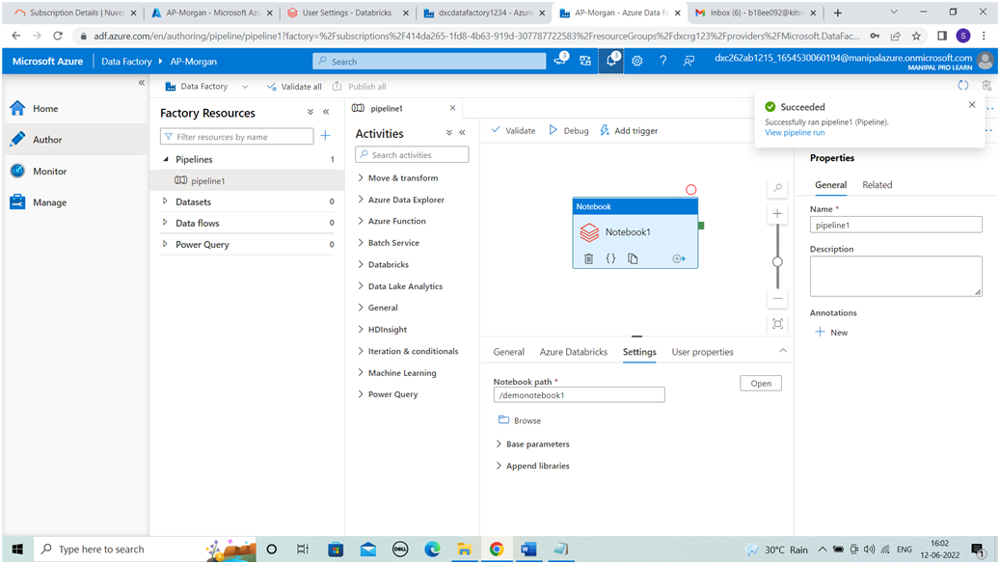 Subscription Details | Nuve
AP-Morgan - Microsoft Az
User Settings - Databricks
dxcdatafactory1234 - Azure
AP-Morgan - Azure Data Fa
Inbox (6) - b18ee092@kits
adf.azure.com/en/authoring/pipeline/pipeline1?factory=%2Fsubscriptions%2F414da265-1fd8-4b63-919d-307787722583%2FresourceGroups%2Fdxcrg123%2Fproviders%2FMicrosoft.DataFac...
S
Microsoft Azure
Data Factory
AP-Morgan
Search
3
3
dxc262ab1215_1654530060194@manipalazure.onmicrosoft.com
MANIPAL PRO LEARN
Home
Author
Monitor
Manage
Data Factory
Validate all
Publish all
Factory Resources
Filter resources by name
Pipelines 1
pipeline1
Datasets 0
Data flows 0
Power Query 0
pipeline1
Activities
Search activities
Move & transform
Azure Data Explorer
Azure Function
Batch Service
Databricks
Data Lake Analytics
General
HDInsight
Iteration & conditionals
Machine Learning
Power Query
Validate
Debug
Add trigger
Notebook
Notebook1
General
Azure Databricks
Settings
User properties
Notebook path *
/demonotebook1
Open
Browse
Base parameters
Append libraries
Succeeded
Successfully ran pipeline1 (Pipeline).
View pipeline run
Properties
General
Related
Name *
pipeline1
Description
Annotations
New
Type here to search
DELL
30°C Rain
ENG
16:02
12-06-2022